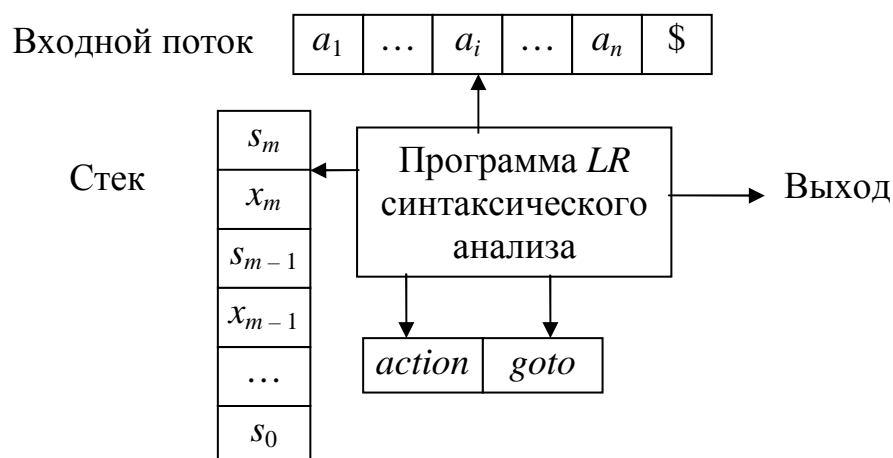 Входной поток a₁ … aᵢ … aₙ $
sₘ
Стек
xₘ
sₘ ₋ ₁
xₘ ₋ ₁
…
s₀
Программа LR
синтаксического
анализа
Выход
action goto